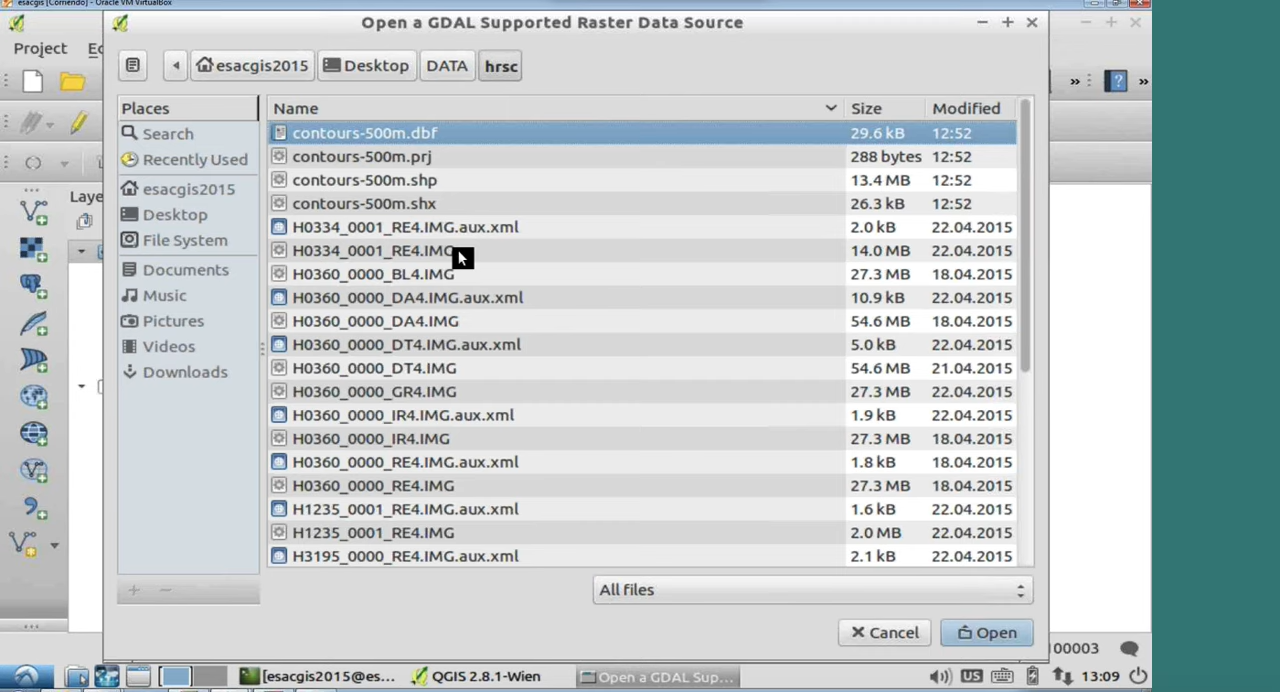 esacgis [Corriendo] - Oracle VM VirtualBox
Open a GDAL Supported Raster Data Source
Project
esacgis2015 Desktop DATA hrsc
Places
Search
Recently Used
esacgis2015
Desktop
File System
Documents
Music
Pictures
Videos
Downloads
Laye
Name Size Modified
contours-500m.dbf 29.6 kB 12:52
contours-500m.prj 288 bytes 12:52
contours-500m.shp 13.4 MB 12:52
contours-500m.shx 26.3 kB 12:52
H0334_0001_RE4.IMG.aux.xml 2.0 kB 22.04.2015
H0334_0001_RE4.IMG 14.0 MB 22.04.2015
H0360_0000_BL4.IMG 27.3 MB 18.04.2015
H0360_0000_DA4.IMG.aux.xml 10.9 kB 22.04.2015
H0360_0000_DA4.IMG 54.6 MB 18.04.2015
H0360_0000_DT4.IMG.aux.xml 5.0 kB 22.04.2015
H0360_0000_DT4.IMG 54.6 MB 21.04.2015
H0360_0000_GR4.IMG 27.3 MB 22.04.2015
H0360_0000_IR4.IMG.aux.xml 1.9 kB 22.04.2015
H0360_0000_IR4.IMG 27.3 MB 18.04.2015
H0360_0000_RE4.IMG.aux.xml 1.8 kB 18.04.2015
H0360_0000_RE4.IMG 27.3 MB 18.04.2015
H1235_0001_RE4.IMG.aux.xml 1.6 kB 22.04.2015
H1235_0001_RE4.IMG 2.0 MB 22.04.2015
H3195_0000_RE4.IMG.aux.xml 2.1 kB 22.04.2015
All files
Cancel Open
00003
[esacgis2015@es... QGIS 2.8.1-Wien Open a GDAL Sup... US 13:09